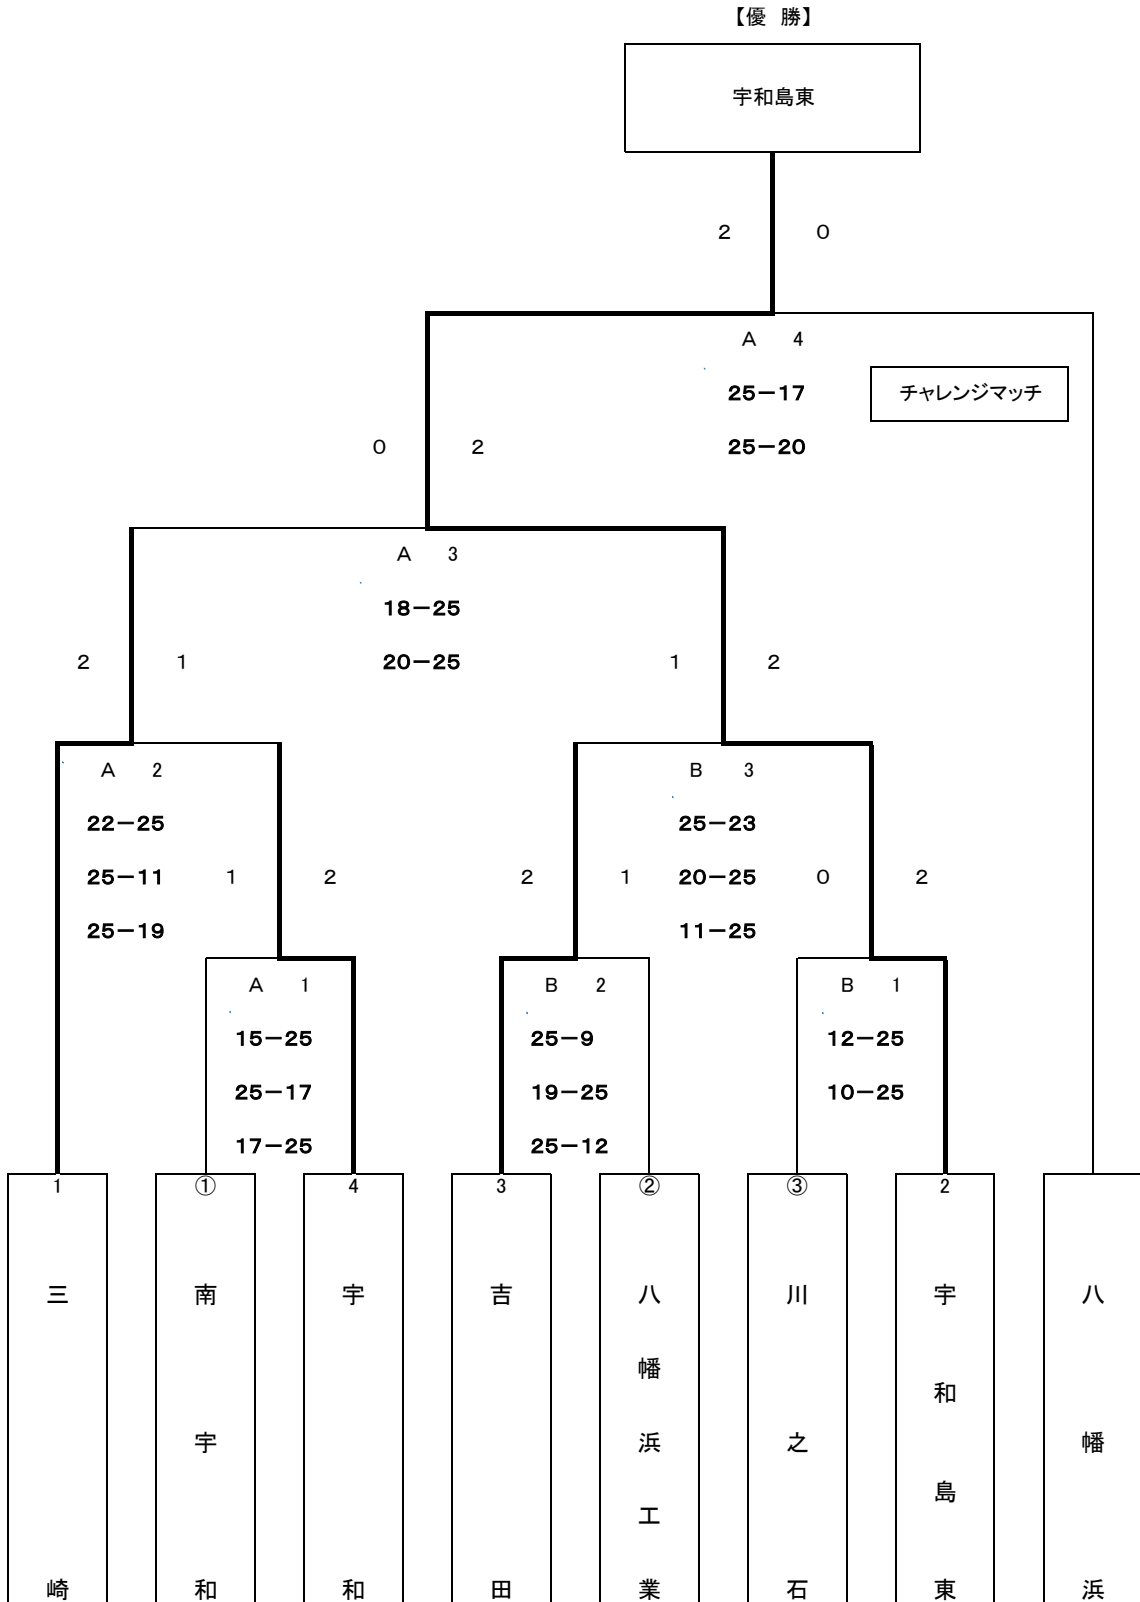 【優 勝】
宇和島東
2 0
A 4
25-17 チャレンジマッチ
0 2 25-20
A 3
18-25
2 1 20-25 1 2
A 2 B 3
22-25 25-23
25-11 1 2 2 1 20-25 0 2
25-19 11-25
A 1 B 2 B 1
15-25 25-9 12-25
25-17 19-25 10-25
17-25 25-12
1 ① 4 3 ② ③ 2
三崎
南宇和
宇和
吉田
八幡浜工業
川之石
宇和島東
八幡浜